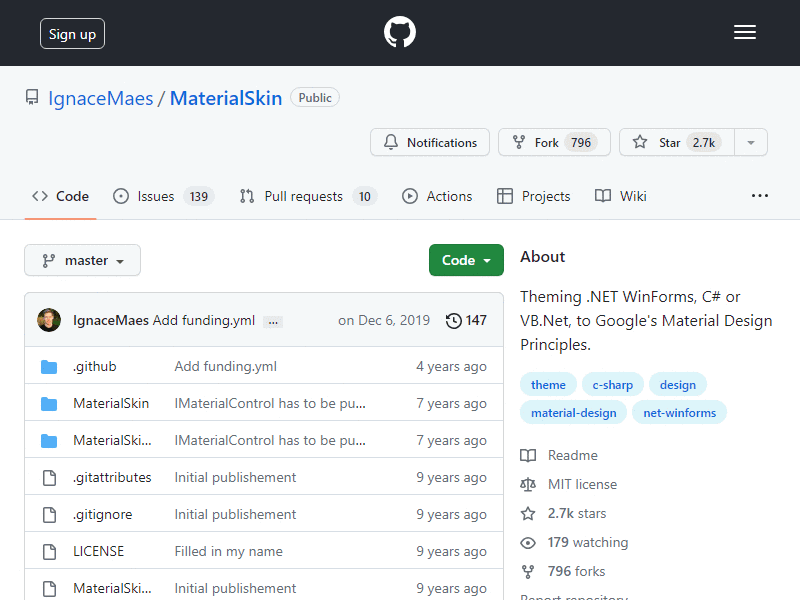 Sign up
IgnaceMaes / MaterialSkin Public
Notifications Fork 796 Star 2.7k
Code Issues 139 Pull requests 10 Actions Projects Wiki ...
master Code
IgnaceMaes Add funding.yml ... on Dec 6, 2019 147
.github Add funding.yml 4 years ago
MaterialSkin IMaterialControl has to be pu... 7 years ago
MaterialSki... IMaterialControl has to be pu... 7 years ago
.gitattributes Initial publishement 9 years ago
.gitignore Initial publishement 9 years ago
LICENSE Filled in my name 9 years ago
MaterialSki... Initial publishement 9 years ago
About
Theming .NET WinForms, C# or
VB.Net, to Google's Material Design
Principles.
theme c-sharp design
material-design net-winforms
Readme
MIT license
2.7k stars
179 watching
796 forks
Report repository